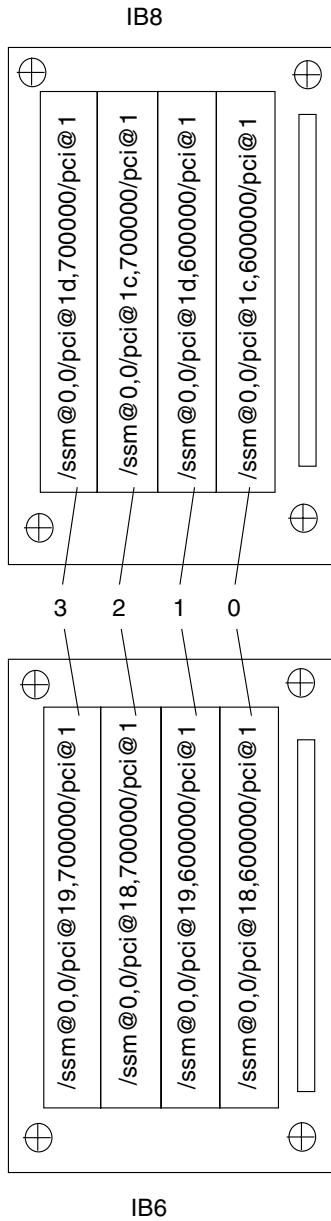 IB8
/ssm@0,0/pci@1d,700000/pci@1
/ssm@0,0/pci@1c,700000/pci@1
/ssm@0,0/pci@1d,600000/pci@1
/ssm@0,0/pci@1c,600000/pci@1
3 2 1 0
/ssm@0,0/pci@19,700000/pci@1
/ssm@0,0/pci@18,700000/pci@1
/ssm@0,0/pci@19,600000/pci@1
/ssm@0,0/pci@18,600000/pci@1
IB6